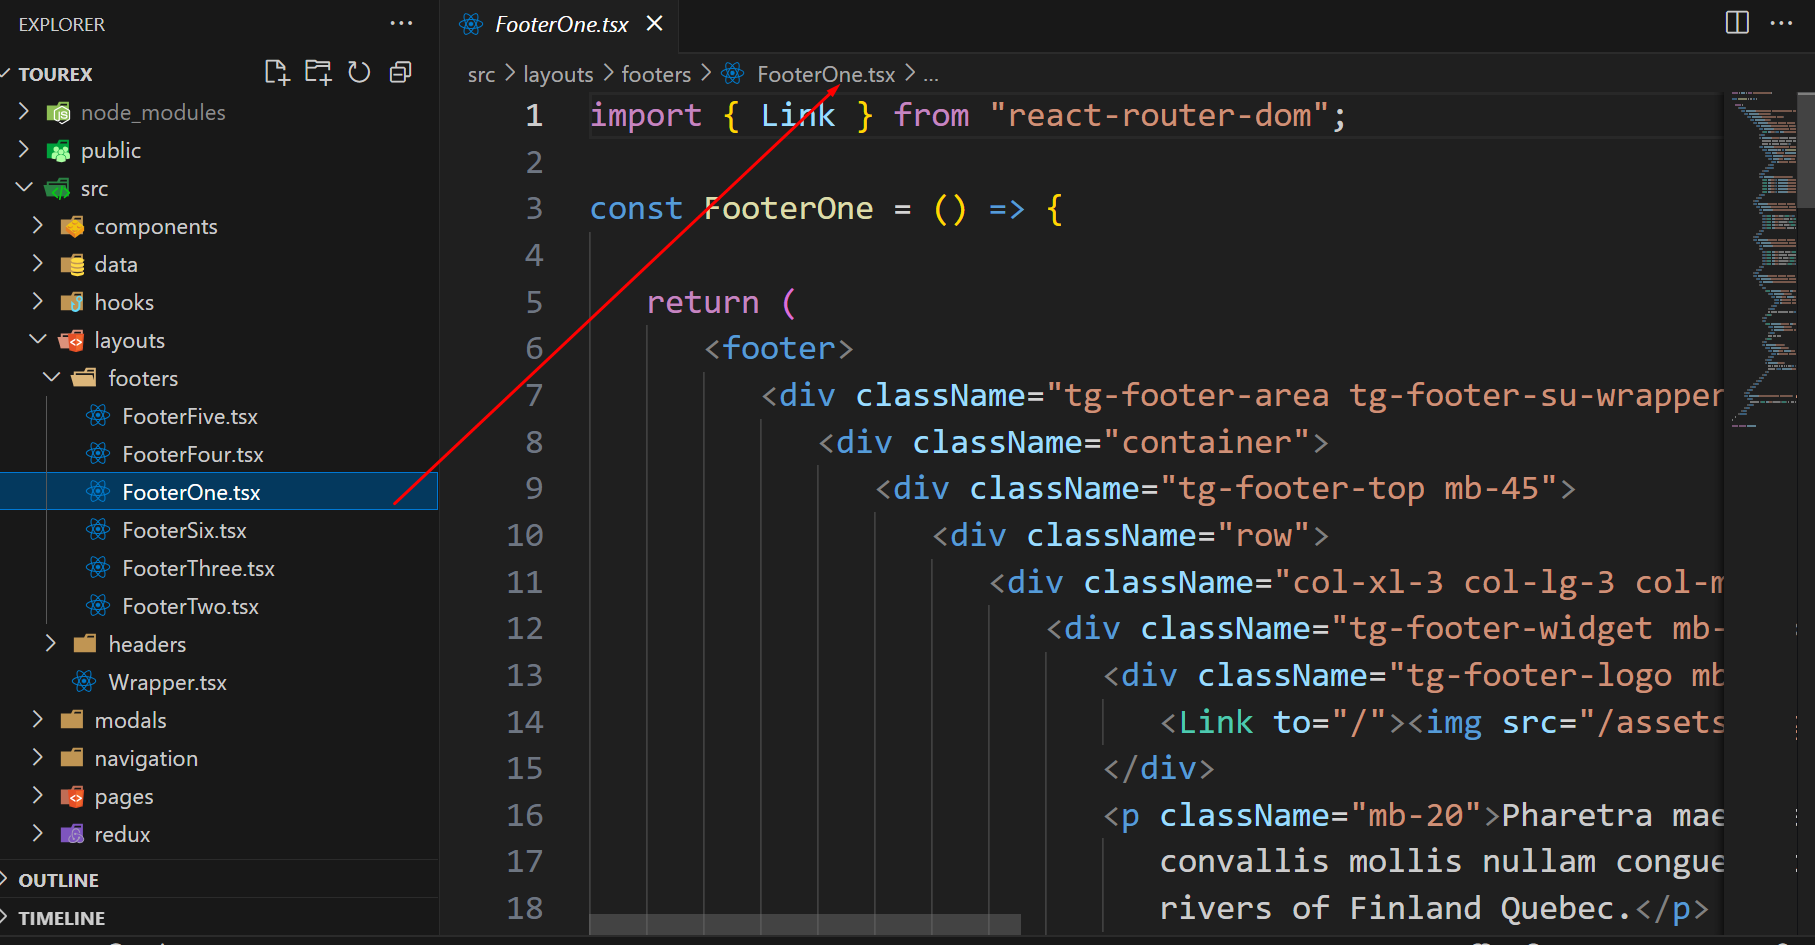 EXPLORER
TOUREX
node_modules
public
src
components
data
hooks
layouts
footers
FooterFive.tsx
FooterFour.tsx
FooterOne.tsx
FooterSix.tsx
FooterThree.tsx
FooterTwo.tsx
headers
Wrapper.tsx
modals
navigation
pages
redux
OUTLINE
TIMELINE
FooterOne.tsx
src > layouts > footers > FooterOne.tsx > ...
1 import { Link } from "react-router-dom";
2
3 const FooterOne = () => {
4
5 return (
6 <footer>
7 <div className="tg-footer-area tg-footer-su-wrapper
8 <div className="container">
9 <div className="tg-footer-top mb-45">
10 <div className="row">
11 <div className="col-xl-3 col-lg-3 col-m
12 <div className="tg-footer-widget mb-
13 <div className="tg-footer-logo mb
14 <Link to="/"><img src="/assets
15 </div>
16 <p className="mb-20">Pharetra mae
17 convallis mollis nullam congue
18 rivers of Finland Quebec.</p>